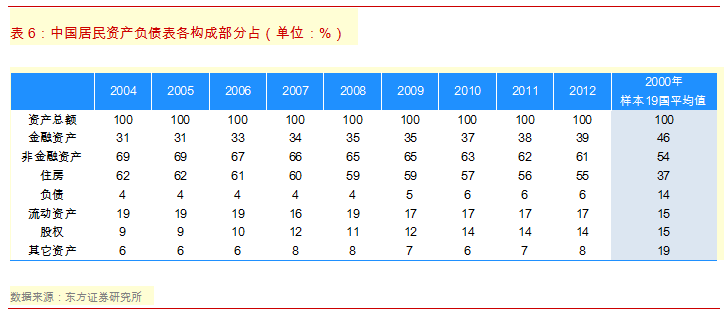 表 6：中国居民资产负债表各构成部分占（单位：%）
2004 2005 2006 2007 2008 2009 2010 2011 2012 2000年
样本19国平均值
资产总额 100 100 100 100 100 100 100 100 100 100
金融资产 31 31 33 34 35 35 37 38 39 46
非金融资产 69 69 67 66 65 65 63 62 61 54
住房 62 62 61 60 59 59 57 56 55 37
负债 4 4 4 4 4 5 6 6 6 14
流动资产 19 19 19 16 19 17 17 17 17 15
股权 9 9 10 12 11 12 14 14 14 15
其它资产 6 6 6 8 8 7 6 7 8 19
数据来源：东方证券研究所